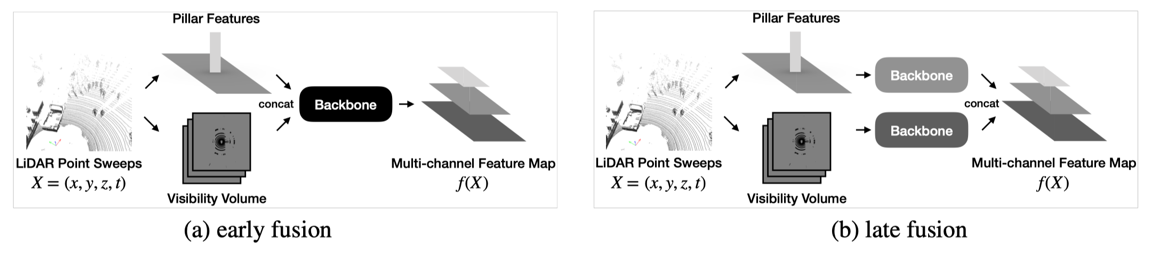 Pillar Features
concat
Backbone
LiDAR Point Sweeps
X = (x, y, z, t)
Visibility Volume
Multi-channel Feature Map
f(X)
(a) early fusion
Pillar Features
Backbone
concat
Backbone
LiDAR Point Sweeps
X = (x, y, z, t)
Visibility Volume
Multi-channel Feature Map
f(X)
(b) late fusion